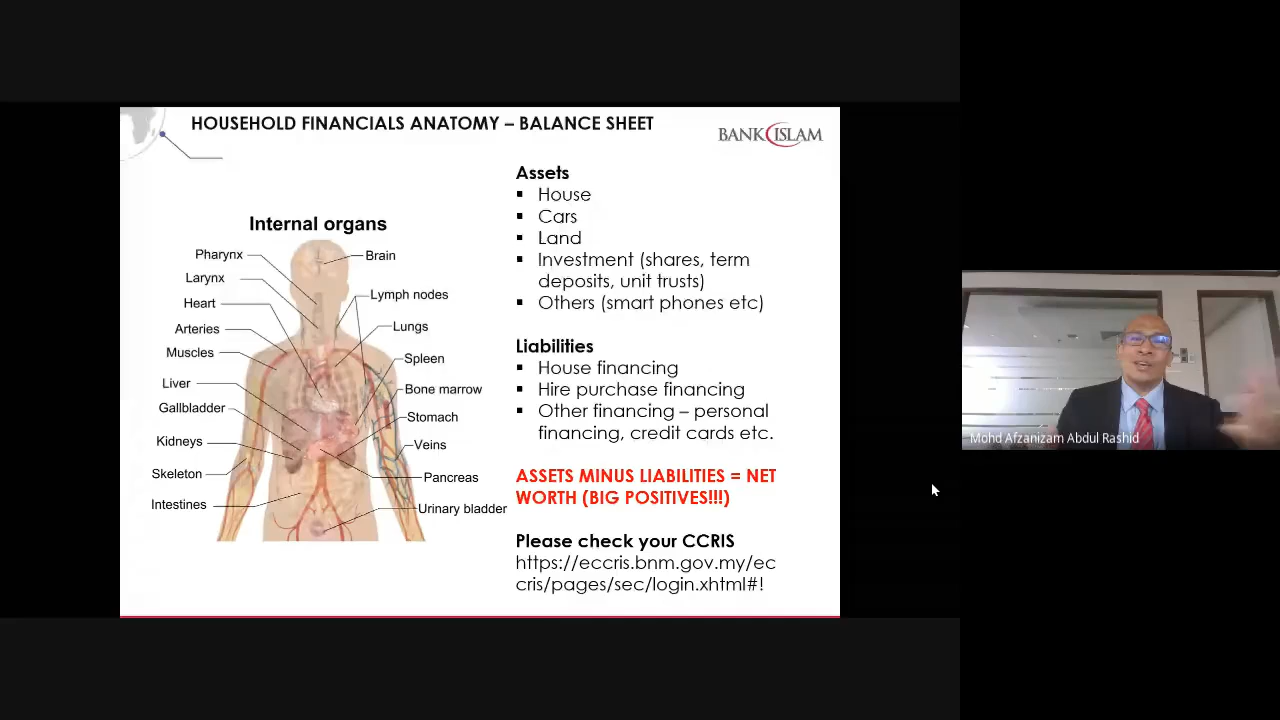 HOUSEHOLD FINANCIALS ANATOMY – BALANCE SHEET
BANK ISLAM
Internal organs
Pharynx
Larynx
Heart
Arteries
Muscles
Liver
Gallbladder
Kidneys
Skeleton
Intestines
Brain
Lymph nodes
Lungs
Spleen
Bone marrow
Stomach
Veins
Pancreas
Urinary bladder
Assets
▪ House
▪ Cars
▪ Land
▪ Investment (shares, term
deposits, unit trusts)
▪ Others (smart phones etc)
Liabilities
▪ House financing
▪ Hire purchase financing
▪ Other financing – personal
financing, credit cards etc.
ASSETS MINUS LIABILITIES = NET
WORTH (BIG POSITIVES!!!)
Please check your CCRIS
https://eccris.bnm.gov.my/ec
cris/pages/sec/login.xhtml#!
Mohd Afzanizam Abdul Rashid